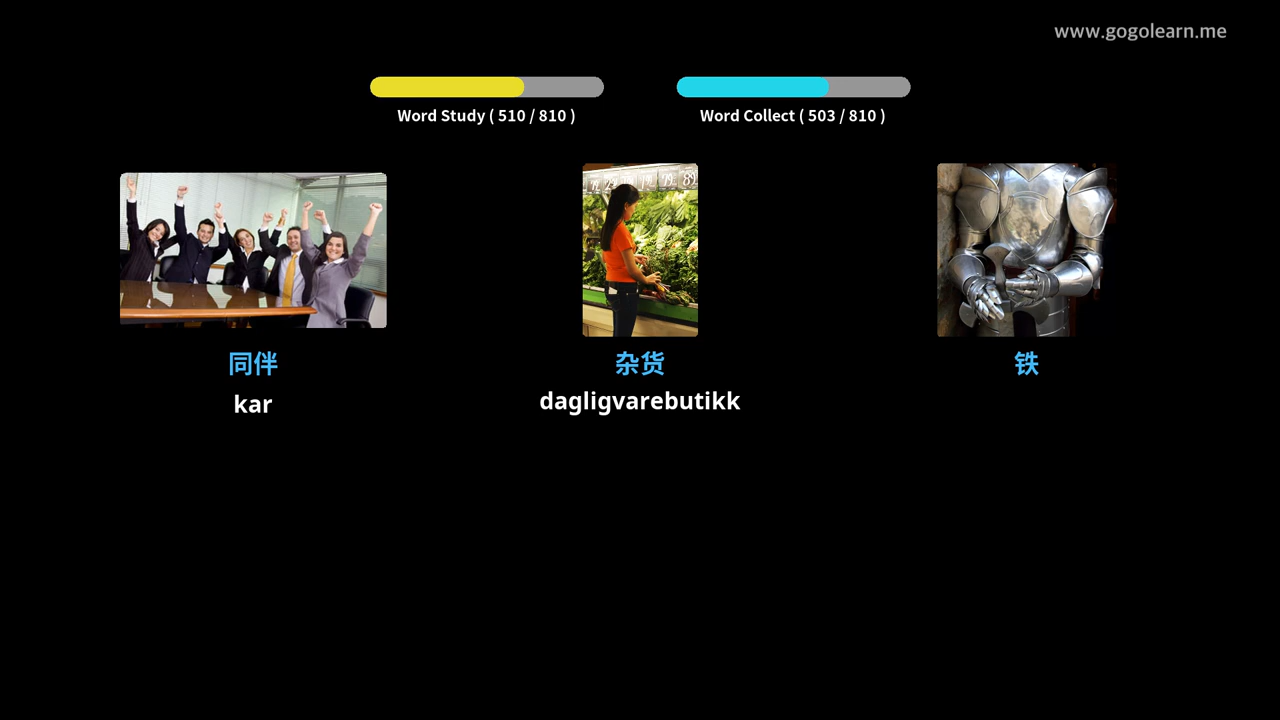 www.gogolearn.me
Word Study ( 510 / 810 )
Word Collect ( 503 / 810 )
同伴
杂货
铁
kar
dagligvarebutikk